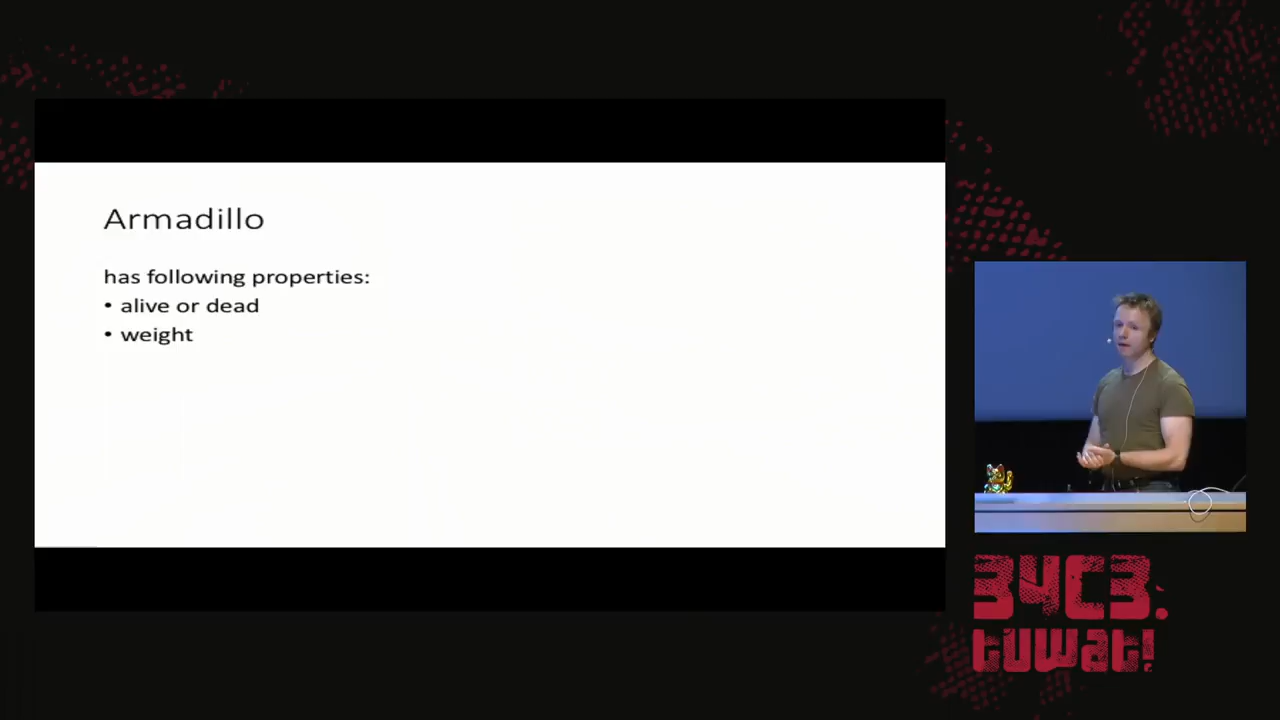 Armadillo
has following properties:
• alive or dead
• weight
34C3.
tuwat!